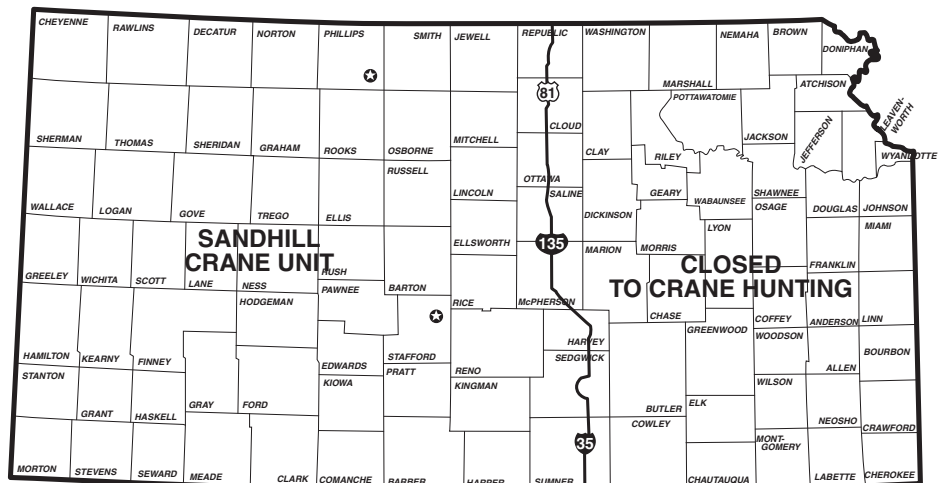 CHEYENNE
RAWLINS
DECATUR
NORTON
PHILLIPS
SMITH
JEWELL
REPUBLIC
WASHINGTON
NEMAHA
BROWN
DONIPHAN
MARSHALL
ATCHISON
81
POTTAWATOMIE
LEAVEN-
WORTH
SHERMAN
THOMAS
SHERIDAN
GRAHAM
ROOKS
OSBORNE
MITCHELL
CLOUD
CLAY
RILEY
JACKSON
JEFFERSON
WYANDOTTE
RUSSELL
LINCOLN
OTTAWA
SALINE
DICKINSON
GEARY
WABAUNSEE
SHAWNEE
OSAGE
DOUGLAS
JOHNSON
WALLACE
LOGAN
GOVE
TREGO
ELLIS
ELLSWORTH
135
MARION
MORRIS
LYON
MIAMI
FRANKLIN
SANDHILL
CRANE UNIT
CLOSED
TO CRANE HUNTING
GREELEY
WICHITA
SCOTT
LANE
NESS
RUSH
PAWNEE
BARTON
HODGEMAN
RICE
McPHERSON
CHASE
GREENWOOD
COFFEY
WOODSON
ANDERSON
LINN
HAMILTON
KEARNY
FINNEY
EDWARDS
STAFFORD
HARVEY
SEDGWICK
BOURBON
STANTON
KIOWA
PRATT
RENO
KINGMAN
ALLEN
WILSON
GRANT
HASKELL
GRAY
FORD
BUTLER
ELK
COWLEY
NEOSHO
CRAWFORD
35
MONT-
GOMERY
MORTON
STEVENS
SEWARD
MEADE
CLARK
COMANCHE
BARBER
HARPER
SUMNER
CHAUTAUQUA
LABETTE
CHEROKEE